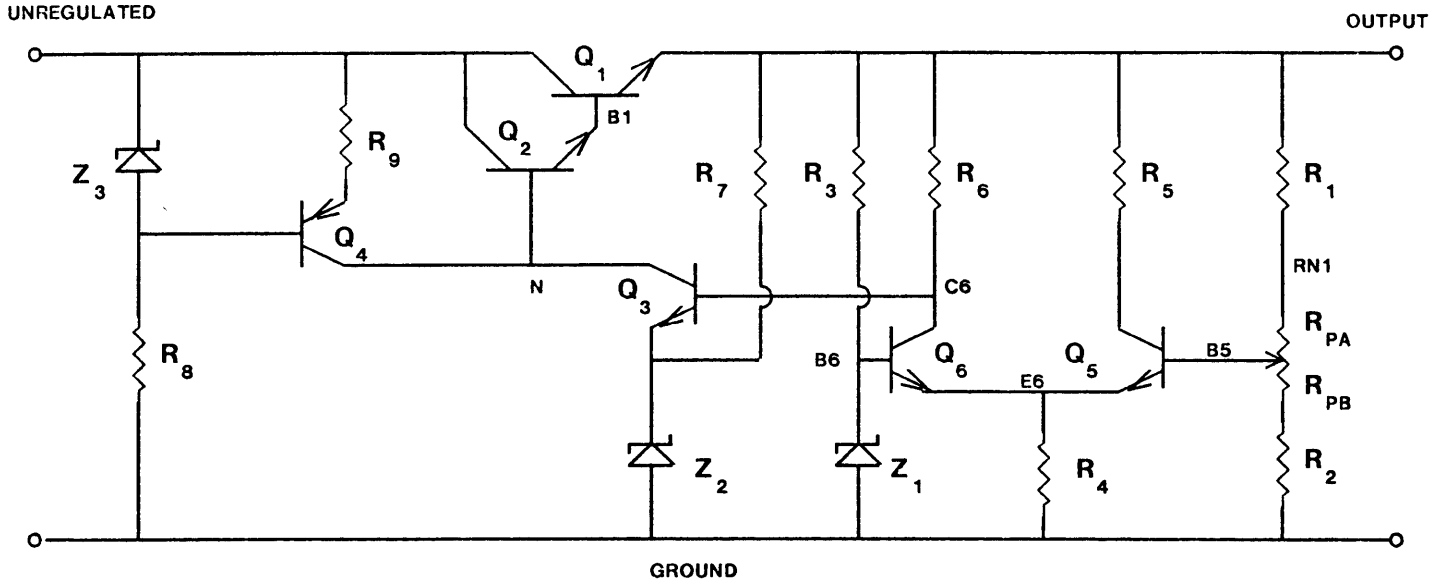 UNREGULATED
OUTPUT
Q1
B1
Q2
R9
Z3
R7
R3
R6
R5
R1
Q4
N
Q3
C6
RN1
R8
B6
Q6
E6
Q5
B5
RPA
RPB
Z2
Z1
R4
R2
GROUND